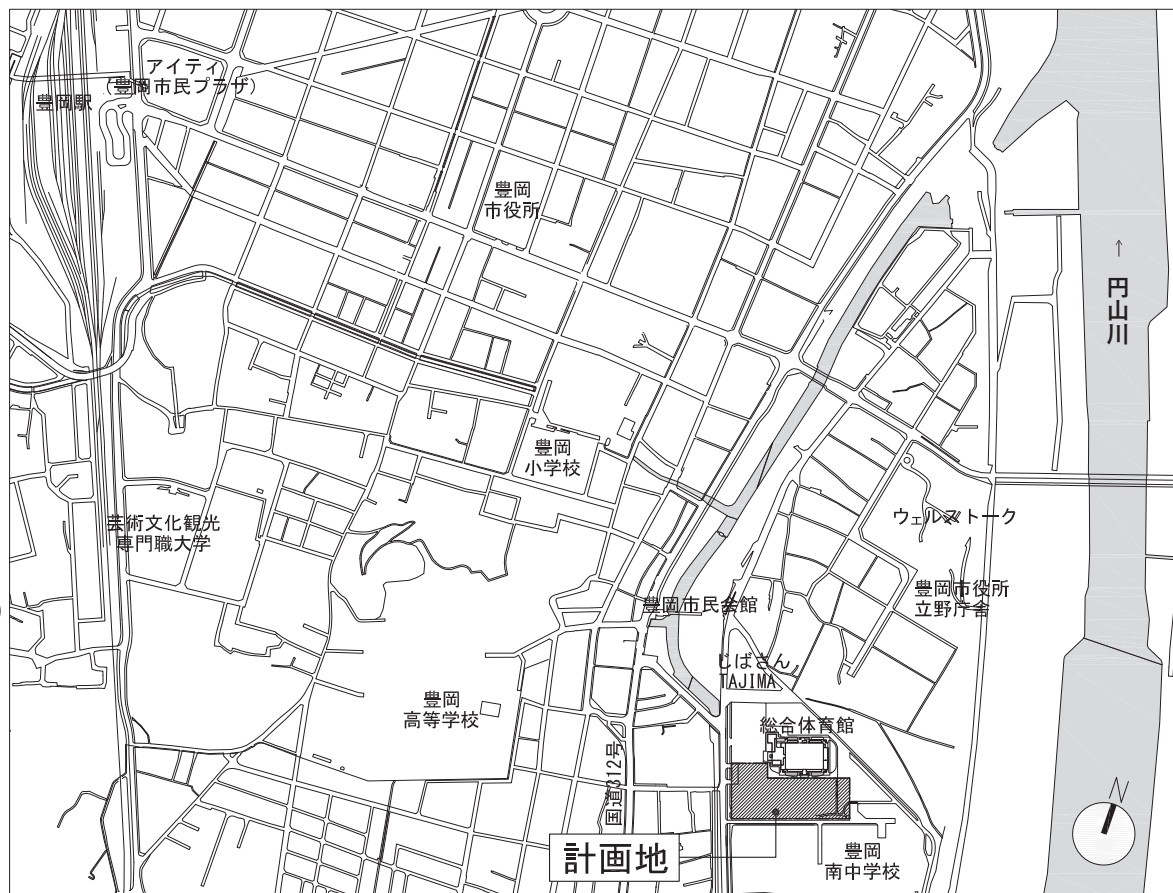 アイティ
(豊岡市民プラザ)
豊岡駅
豊岡
市役所
↑
円山川
豊岡
小学校
芸術文化観光
専門職大学
ウェルストーク
豊岡市役所
立野庁舎
豊岡市民会館
じばさん
TAJIMA
豊岡
高等学校
総合体育館
国道312号
計画地
豊岡
南中学校
N